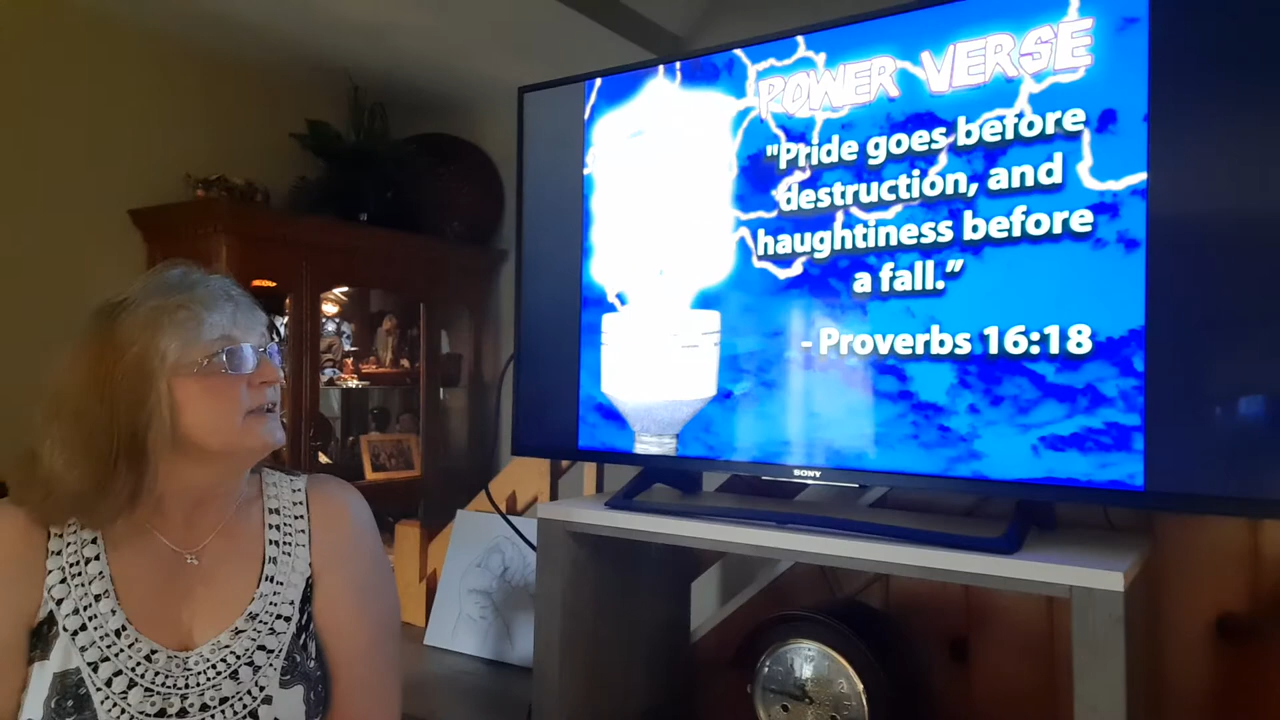 POWER VERSE
"Pride goes before
destruction, and
haughtiness before
a fall.”
- Proverbs 16:18
SONY